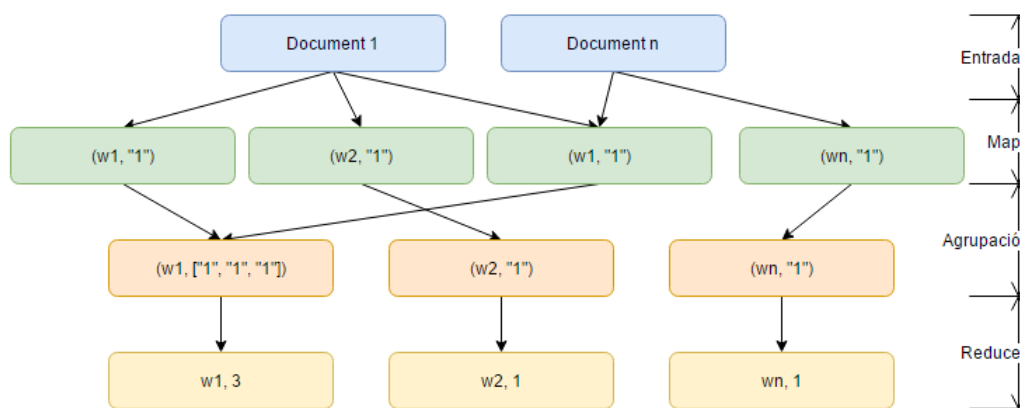 Document 1
Document n
Entrada
(w1, "1")
(w2, "1")
(w1, "1")
(wn, "1")
Map
(w1, ["1", "1", "1"])
(w2, "1")
(wn, "1")
Agrupació
w1, 3
w2, 1
wn, 1
Reduce